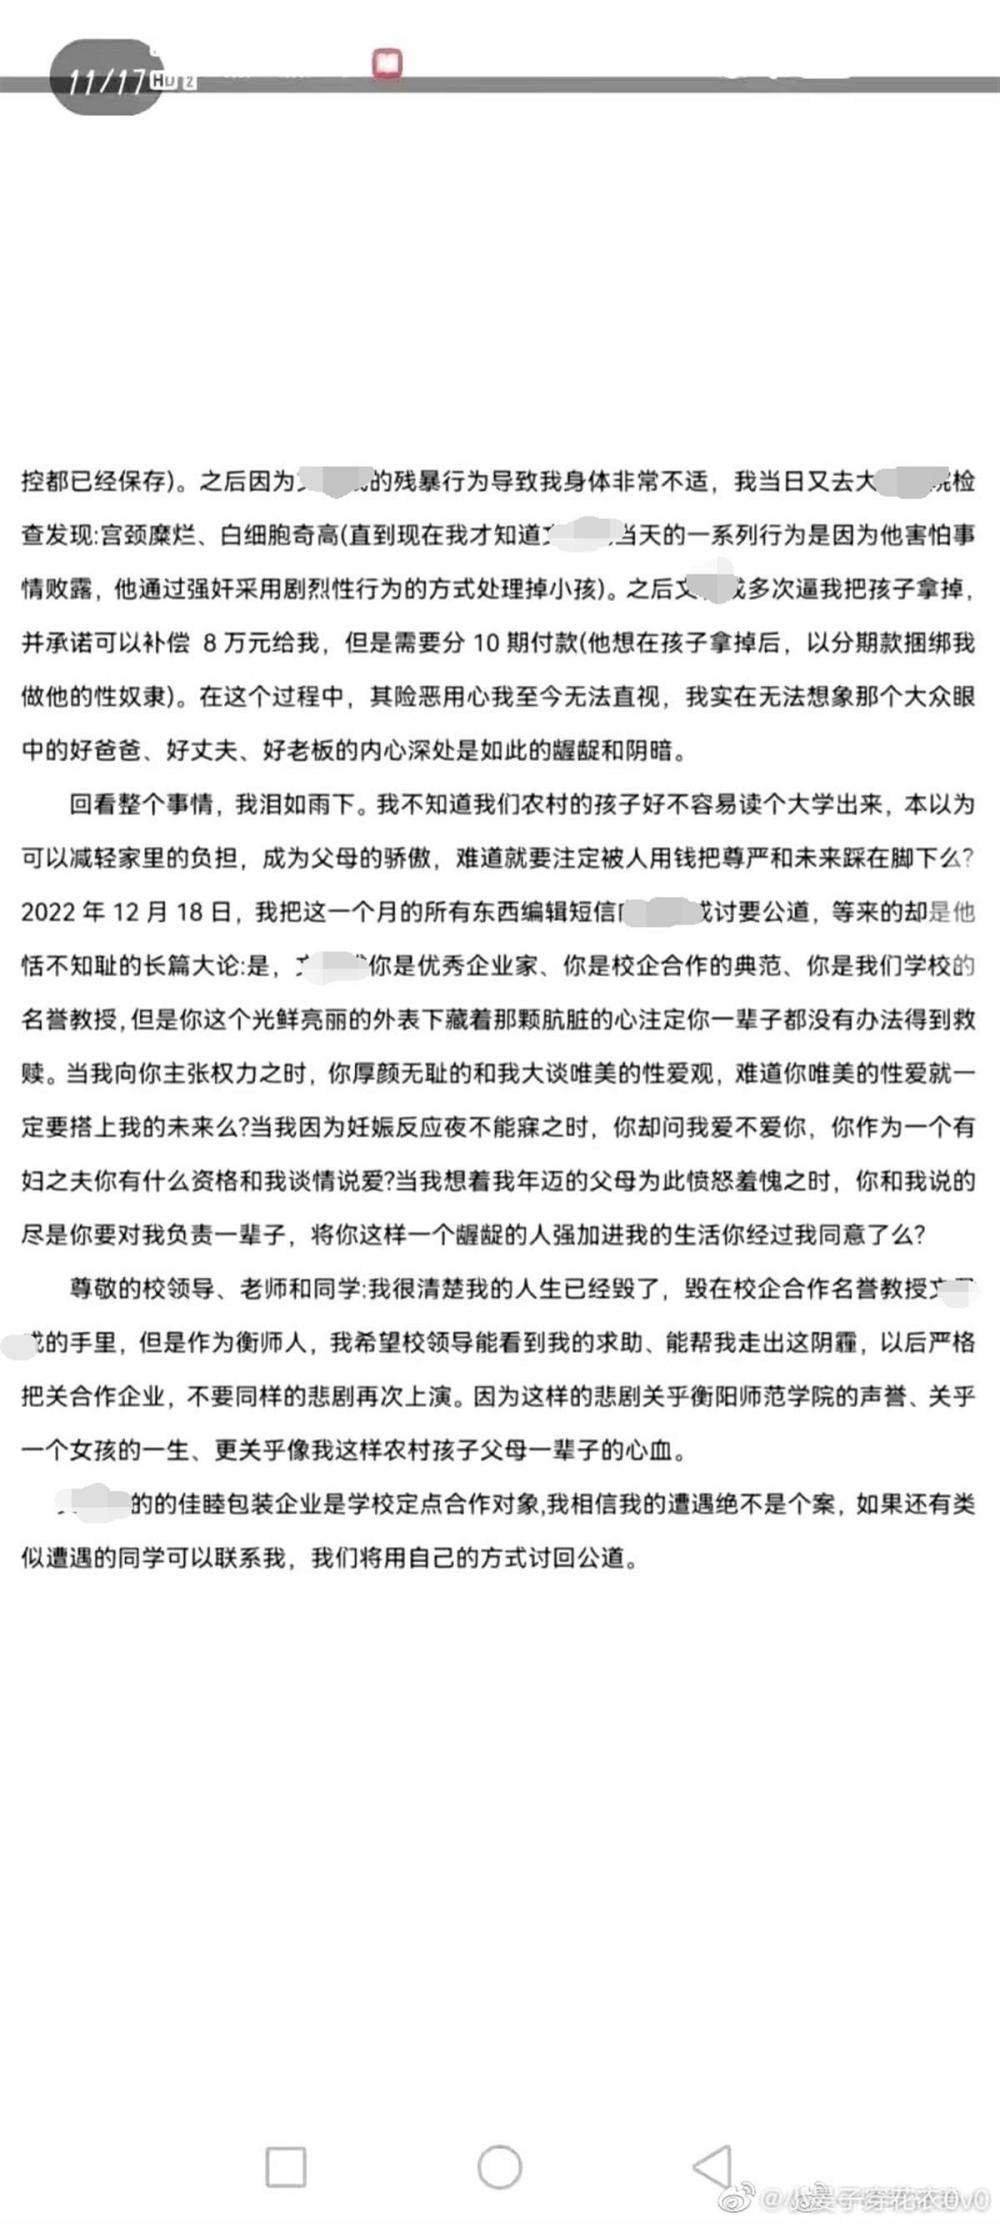 11/17
HD 2
控都已经保存)。之后因为 的残暴行为导致我身体非常不适，我当日又去大 院检
查发现:宫颈糜烂、白细胞奇高(直到现在我才知道文 当天的一系列行为是因为他害怕事
情败露，他通过强奸采用剧烈性行为的方式处理掉小孩)。之后文 成多次逼我把孩子拿掉，
并承诺可以补偿 8 万元给我，但是需要分 10 期付款(他想在孩子拿掉后，以分期款捆绑我
做他的性奴隶)。在这个过程中，其险恶用心我至今无法直视，我实在无法想象那个大众眼
中的好爸爸、好丈夫、好老板的内心深处是如此的龌龊和阴暗。
回看整个事情，我泪如雨下。我不知道我们农村的孩子好不容易读个大学出来，本以为
可以减轻家里的负担，成为父母的骄傲，难道就要注定被人用钱把尊严和未来踩在脚下么?
2022 年 12 月 18 日，我把这一个月的所有东西编辑短信 成讨要公道，等来的却是他
恬不知耻的长篇大论:是， 你是优秀企业家、你是校企合作的典范、你是我们学校的
名誉教授,但是你这个光鲜亮丽的外表下藏着那颗肮脏的心注定你一辈子都没有办法得到救
赎。当我向你主张权力之时，你厚颜无耻的和我大谈唯美的性爱观，难道你唯美的性爱就一
定要搭上我的未来么?当我因为妊娠反应夜不能寐之时，你却问我爱不爱你，你作为一个有
妇之夫你有什么资格和我谈情说爱?当我想着我年迈的父母为此愤怒羞愧之时，你和我说的
尽是你要对我负责一辈子，将你这样一个龌龊的人强加进我的生活你经过我同意了么?
尊敬的校领导、老师和同学:我很清楚我的人生已经毁了，毁在校企合作名誉教授文
成的手里，但是作为衡师人，我希望校领导能看到我的求助、能帮我走出这阴霾，以后严格
把关合作企业，不要同样的悲剧再次上演。因为这样的悲剧关乎衡阳师范学院的声誉、关乎
一个女孩的一生、更关乎像我这样农村孩子父母一辈子的心血。
的的佳睦包装企业是学校定点合作对象,我相信我的遭遇绝不是个案，如果还有类
似遭遇的同学可以联系我，我们将用自己的方式讨回公道。